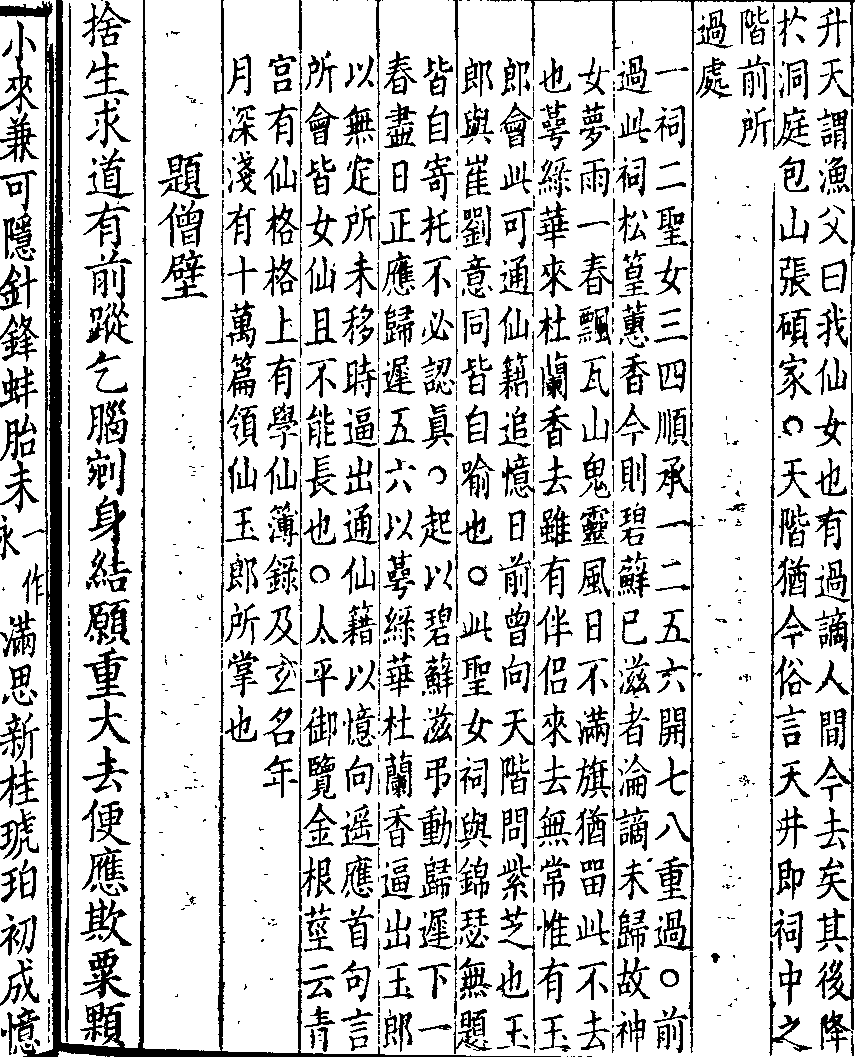 升天謂漁父曰我仙女也有過謫人間今去矣其後降
於洞庭包山張碩家○天階猶今俗言天井即祠中之
階前所
過處
一祠二聖女三四順承一二五六開七八重過○前
過此祠松篁蕙香今則碧蘚已滋者淪謫未歸故神
女夢雨一春飄瓦山鬼靈風日不滿旗猶畱此不去
也萼綠華來杜蘭香去雖有伴侣來去無常惟有玉
郎會此可通仙籍追憶日前曾向天階問紫芝也玉
郎與崔劉意同皆自喻也○此聖女祠與錦瑟無題
皆自寄托不必認真○起以碧蘚滋弔動歸遲下一
春盡日正應歸遲五六以萼綠華杜蘭香逼出玉郎
以無定所未移時逼出通仙籍以憶向遥應首句言
所會皆女仙且不能長也○太平御覽金根莖云青
宫有仙格格上有學仙簿錄及玄名年
月深淺有十萬篇領仙玉郎所掌也
題僧壁
捨生求道有前蹤乞腦剜身結願重大去便應欺粟顆
小來兼可隱針鋒蚌胎未一作永滿思新桂琥珀初成憶